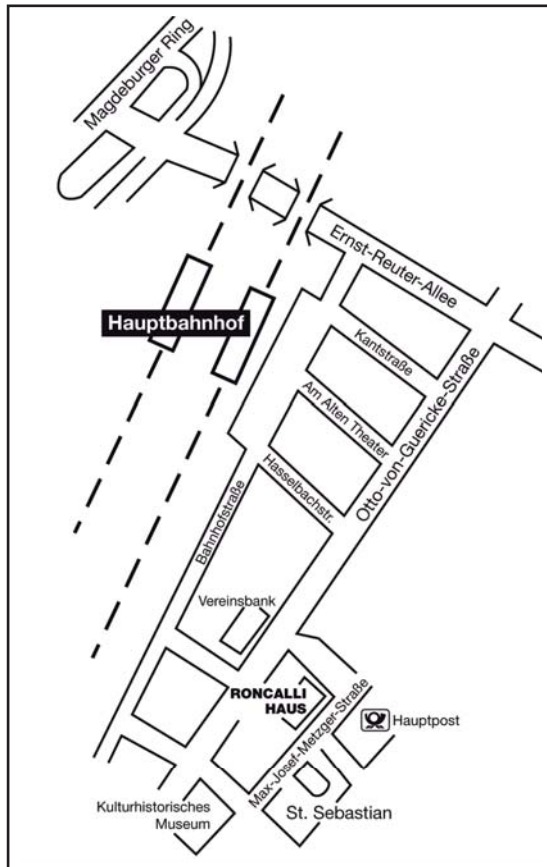 Magdeburger Ring
Ernst-Reuter-Allee
Hauptbahnhof
Kantstraße
Am Alten Theater
Otto-von-Guericke-Straße
Hasselbachstr.
Bahnhofstraße
Vereinsbank
RONCALLI
HAUS
Max-Josef-Metzger-Straße
Hauptpost
Kulturhistorisches
Museum
St. Sebastian